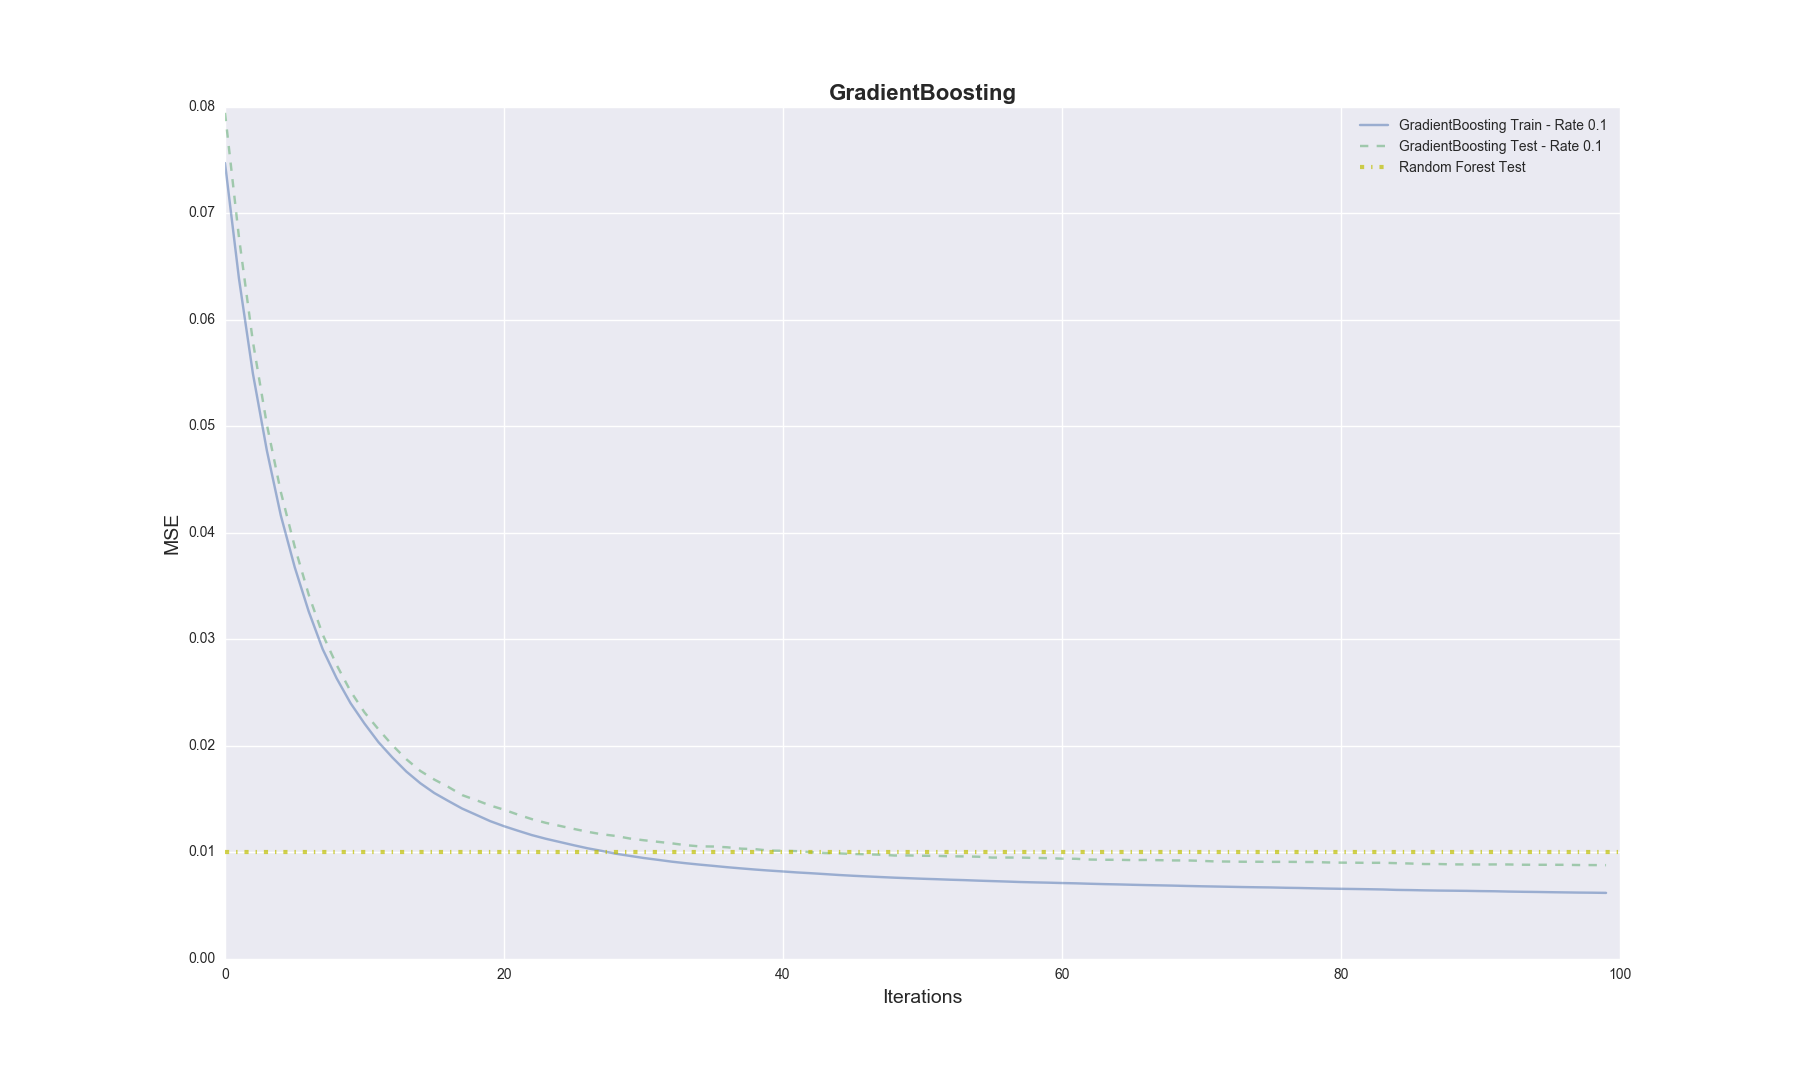 GradientBoosting
GradientBoosting Train - Rate 0.1
GradientBoosting Test - Rate 0.1
Random Forest Test
0.08
0.07
0.06
0.05
0.04
0.03
0.02
0.01
0.00
MSE
0 20 40 60 80 100
Iterations